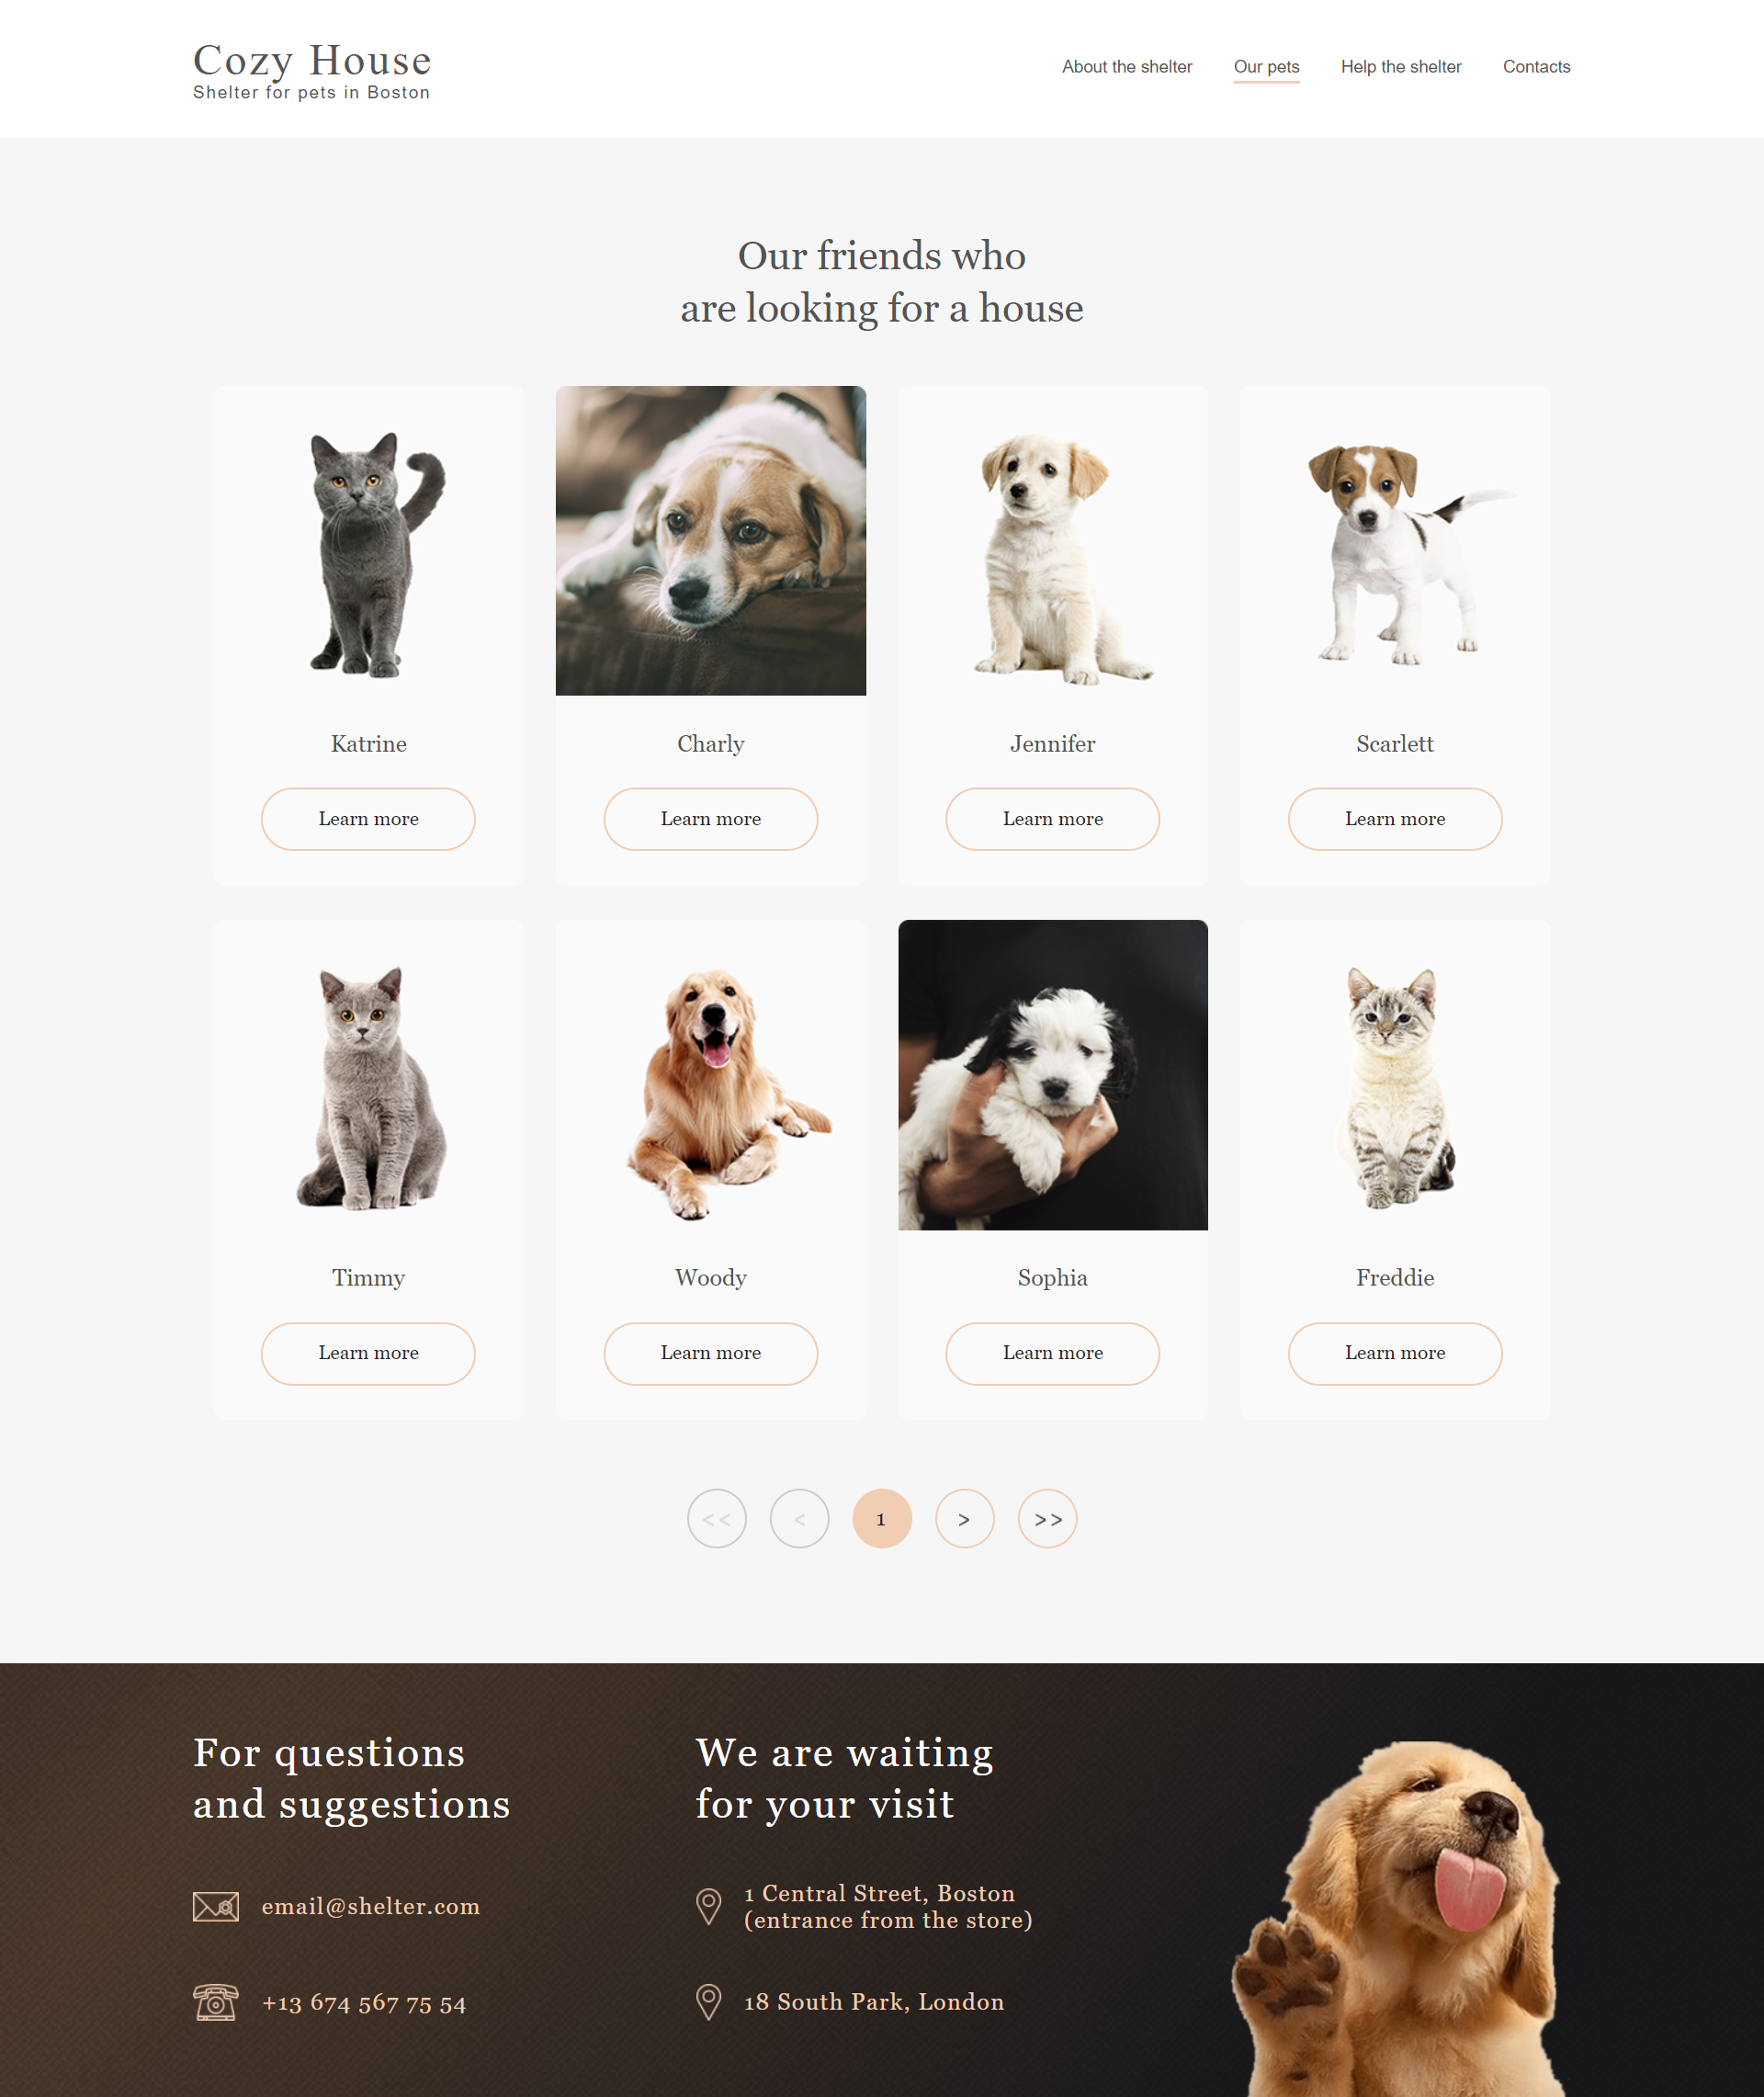 Cozy House
Shelter for pets in Boston
About the shelter Our pets Help the shelter Contacts
Our friends who
are looking for a house
Katrine Charly Jennifer Scarlett
Learn more Learn more Learn more Learn more
Timmy Woody Sophia Freddie
Learn more Learn more Learn more Learn more
<< < 1 > >>
For questions
and suggestions
email@shelter.com
+13 674 567 75 54
We are waiting
for your visit
1 Central Street, Boston
(entrance from the store)
18 South Park, London